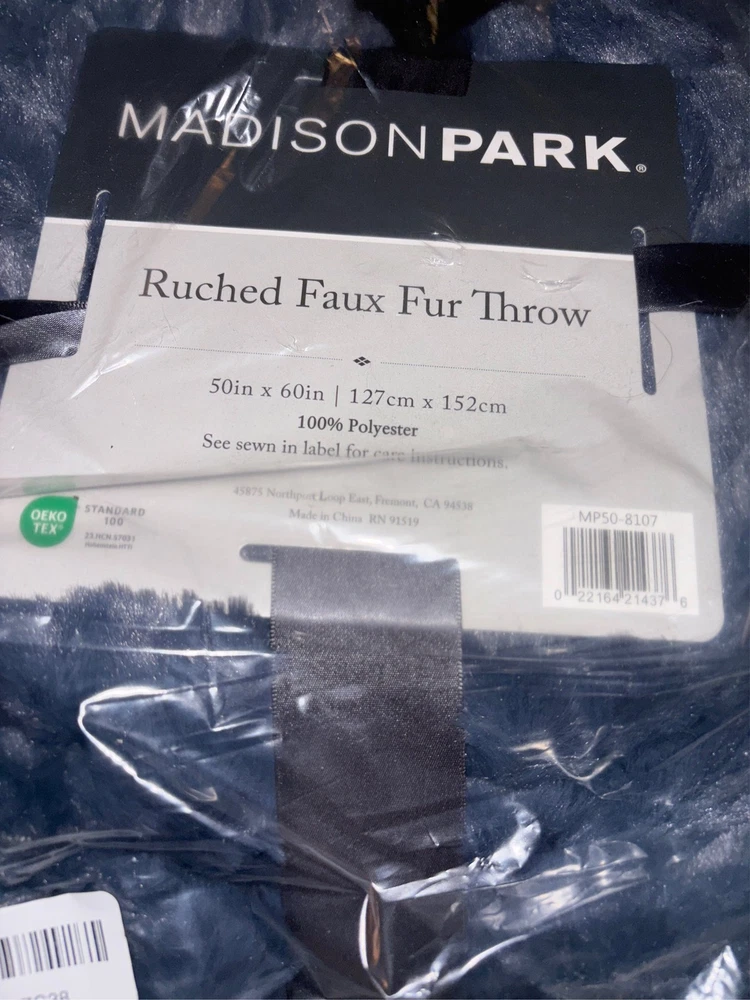 MADISONPARK®
Ruched Faux Fur Throw
50in x 60in | 127cm x 152cm
100% Polyester
See sewn in label for care instructions.
45875 Northport Loop East, Fremont, CA 94538
Made in China RN 91519
OEKO
TEX®
STANDARD
100
MP50-8107
0 22164 21437 6